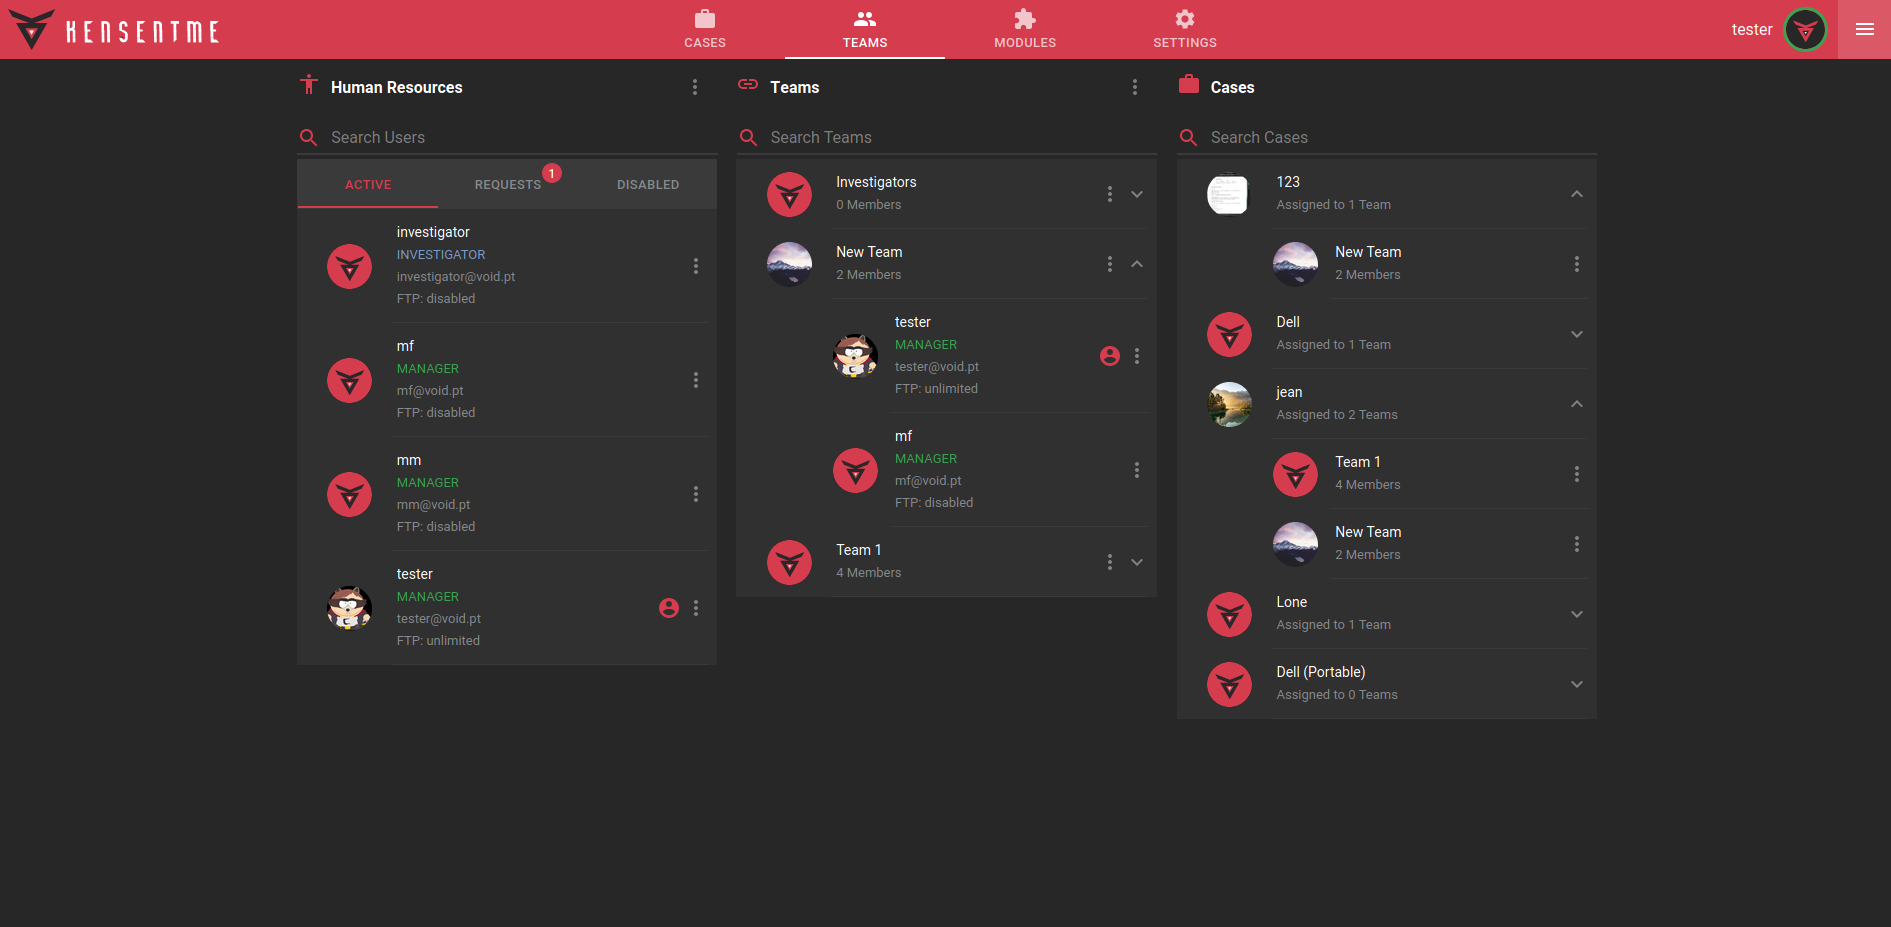 KENSENTME
CASES
TEAMS
MODULES
SETTINGS
tester
Human Resources
Search Users
ACTIVE
REQUESTS
1
DISABLED
investigator
INVESTIGATOR
investigator@void.pt
FTP: disabled
mf
MANAGER
mf@void.pt
FTP: disabled
mm
MANAGER
mm@void.pt
FTP: disabled
tester
MANAGER
tester@void.pt
FTP: unlimited
Teams
Search Teams
Investigators
0 Members
New Team
2 Members
tester
MANAGER
tester@void.pt
FTP: unlimited
mf
MANAGER
mf@void.pt
FTP: disabled
Team 1
4 Members
Cases
Search Cases
123
Assigned to 1 Team
New Team
2 Members
Dell
Assigned to 1 Team
jean
Assigned to 2 Teams
Team 1
4 Members
New Team
2 Members
Lone
Assigned to 1 Team
Dell (Portable)
Assigned to 0 Teams